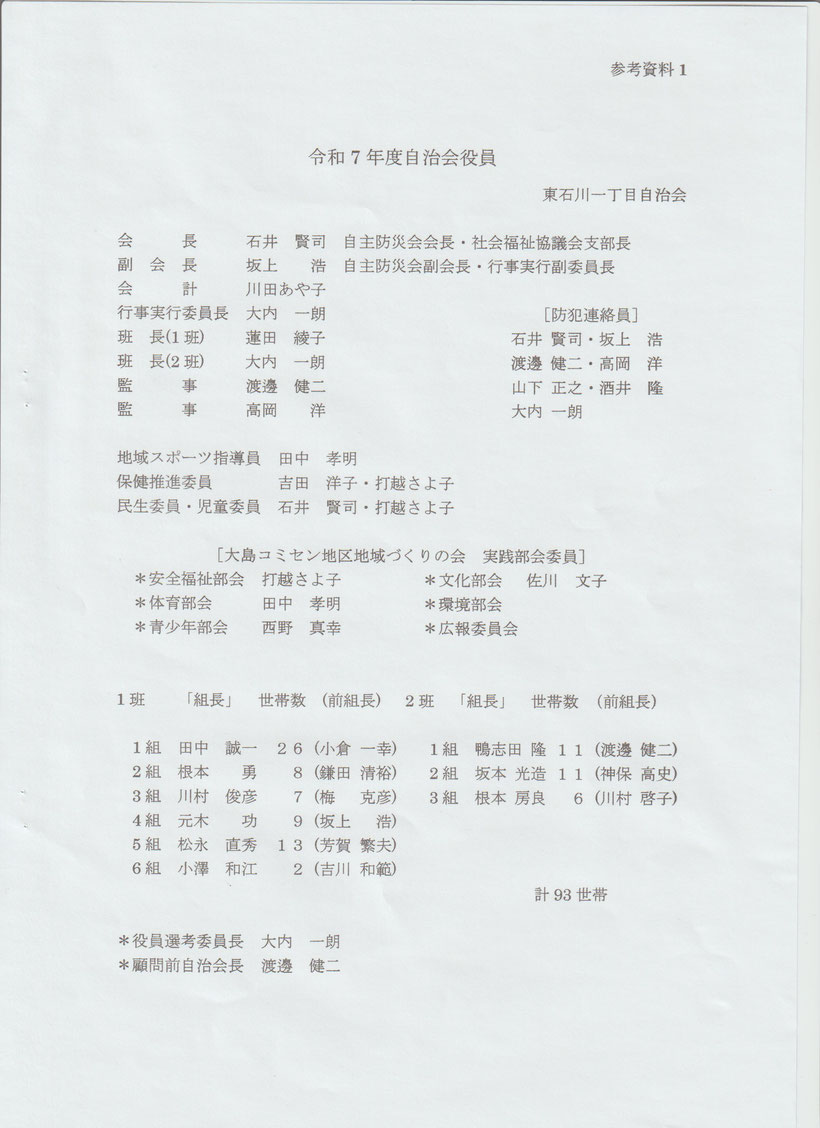 参考資料1
令和7年度自治会役員
東石川一丁目自治会
会　　　長　　石井　賢司　自主防災会会長・社会福祉協議会支部長
副　会　長　　坂上　　浩　自主防災会副会長・行事実行副委員長
会　　　計　　川田あや子
行事実行委員長　大内　一朗　　　　　[防犯連絡員]
班　長(1班)　　蓮田　綾子　　　　　石井 賢司・坂上　浩
班　長(2班)　　大内　一朗　　　　　渡邊 健二・高岡　洋
監　　　事　　渡邊　健二　　　　　山下 正之・酒井　隆
監　　　事　　高岡　　洋　　　　　大内 一朗
地域スポーツ指導員　田中　孝明
保健推進委員　　　　吉田　洋子・打越さよ子
民生委員・児童委員　石井　賢司・打越さよ子
[大島コミセン地区地域づくりの会　実践部会委員]
＊安全福祉部会　打越さよ子　　　　＊文化部会　佐川　文子
＊体育部会　　　田中　孝明　　　　＊環境部会
＊青少年部会　　西野　真幸　　　　＊広報委員会
1班　　「組長」　世帯数　(前組長)　2班　「組長」　世帯数　(前組長)
1組　田中　誠一　２６(小倉 一幸)　　1組　鴨志田 隆 １１(渡邊 健二)
2組　根本　　勇　　８(鎌田 清裕)　　2組　坂本 光造 １１(神保 高史)
3組　川村　俊彦　　７(梅　克彦)　　3組　根本 房良　６(川村 啓子)
4組　元木　　功　　９(坂上　浩)
5組　松永　直秀　１３(芳賀 繁夫)
6組　小澤　和江　　２(吉川 和範)
計93世帯
＊役員選考委員長　大内　一朗
＊顧問前自治会長　渡邊　健二